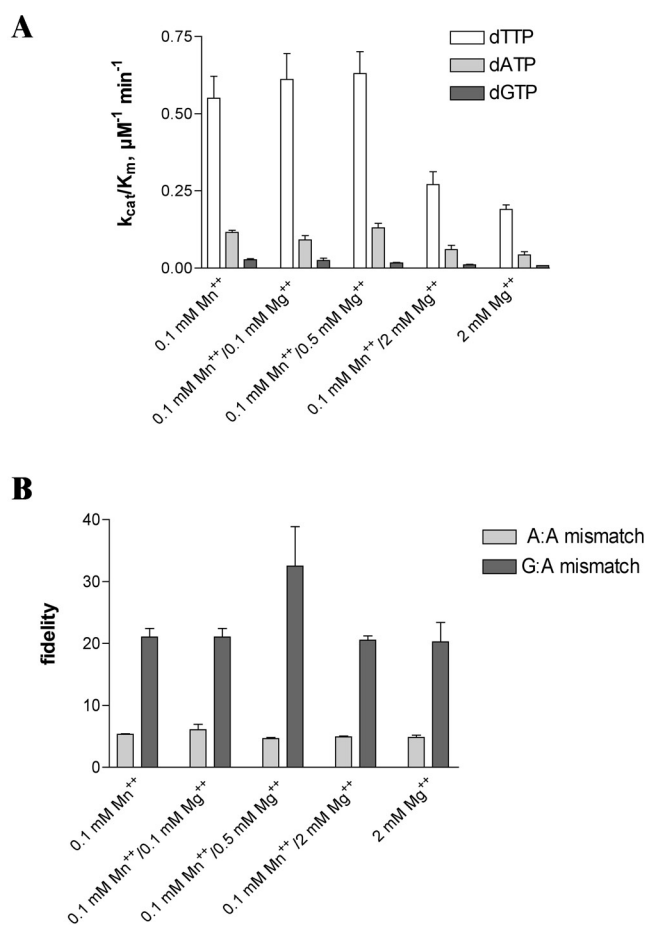 A
0.75
0.50
0.25
0.00
kcat/Km, µM⁻¹ min⁻¹
dTTP
dATP
dGTP
0.1 mM Mn⁺⁺
0.1 mM Mn⁺⁺/0.1 mM Mg⁺⁺
0.1 mM Mn⁺⁺/0.5 mM Mg⁺⁺
0.1 mM Mn⁺⁺/2 mM Mg⁺⁺
2 mM Mg⁺⁺
B
40
30
20
10
0
fidelity
A:A mismatch
G:A mismatch
0.1 mM Mn⁺⁺
0.1 mM Mn⁺⁺/0.1 mM Mg⁺⁺
0.1 mM Mn⁺⁺/0.5 mM Mg⁺⁺
0.1 mM Mn⁺⁺/2 mM Mg⁺⁺
2 mM Mg⁺⁺